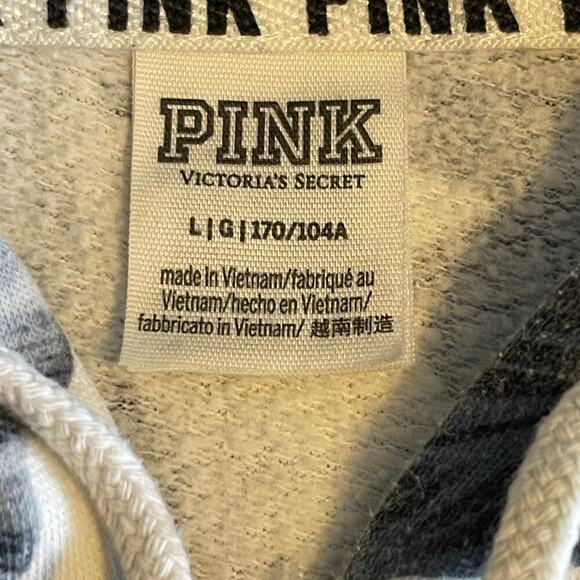 PINK PINK
PINK
VICTORIA'S SECRET
L|G|170/104A
made in Vietnam/fabriqué au
Vietnam/hecho en Vietnam/
fabbricato in Vietnam/ 越南制造